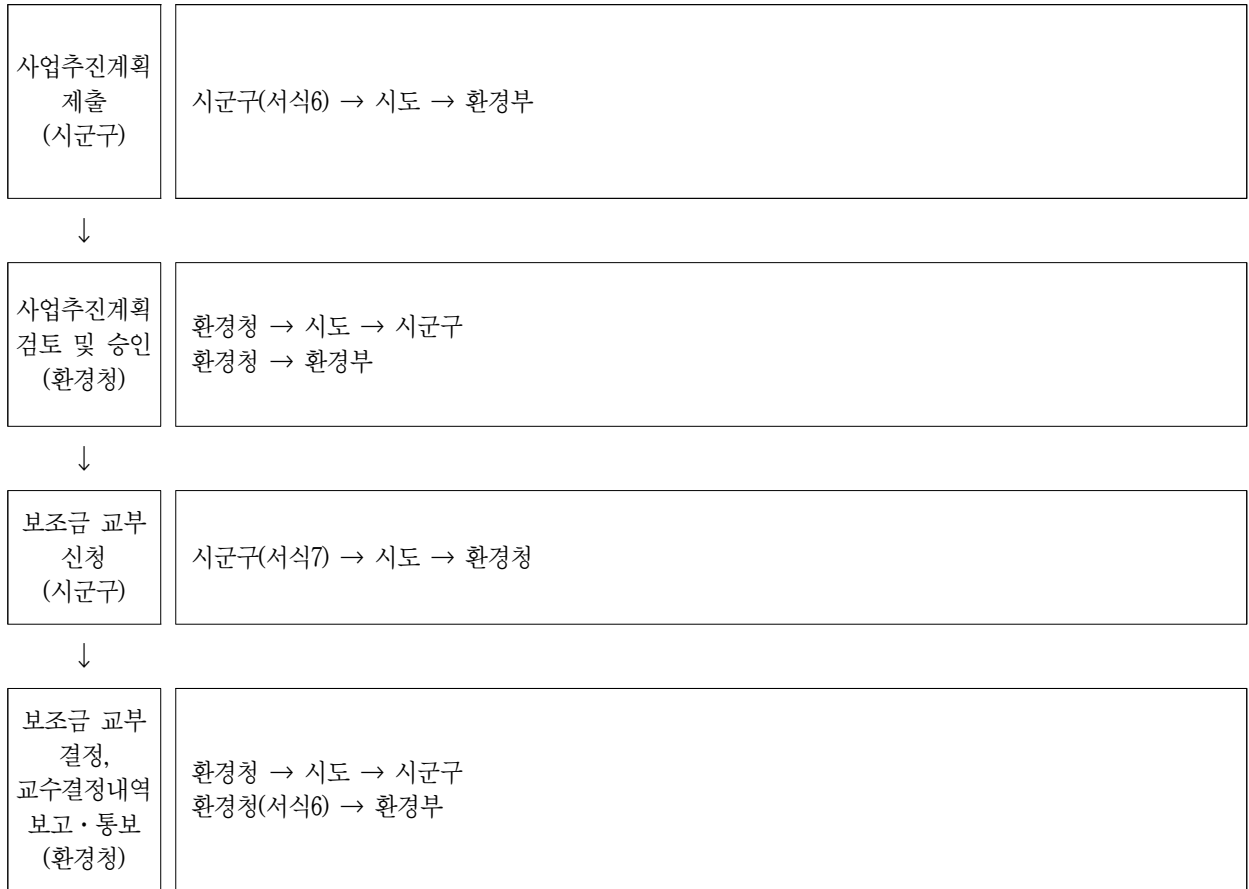 사업추진계획
제출
(시군구)
시군구(서식6) → 시도 → 환경부
↓
사업추진계획
검토 및 승인
(환경청)
환경청 → 시도 → 시군구
환경청 → 환경부
↓
보조금 교부
신청
(시군구)
시군구(서식7) → 시도 → 환경청
↓
보조금 교부
결정,
교수결정내역
보고・통보
(환경청)
환경청 → 시도 → 시군구
환경청(서식6) → 환경부